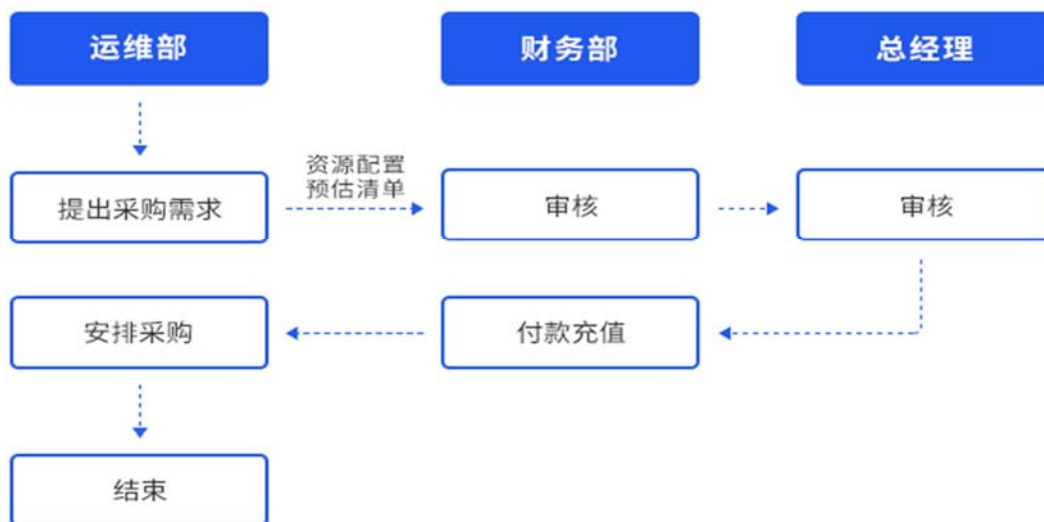 运维部
财务部
总经理
资源配置
预估清单
提出采购需求
审核
审核
安排采购
付款充值
结束